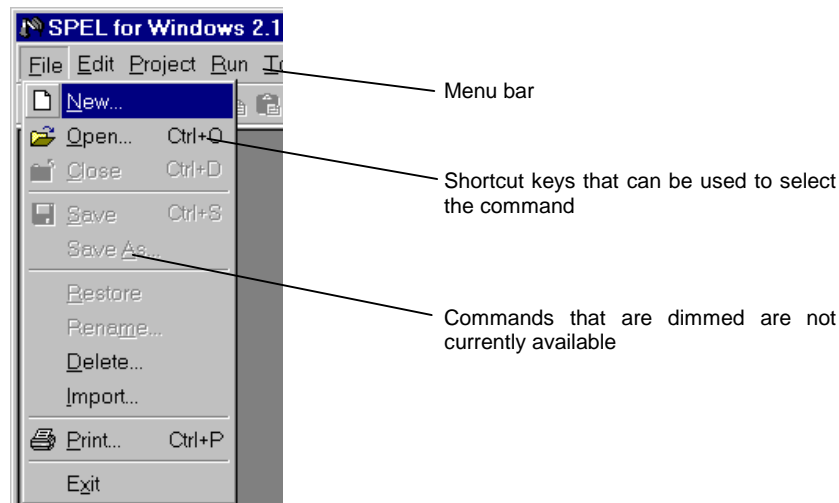 SPEL for Windows 2.1
File Edit Project Run
Menu bar
New...
Open... Ctrl+O
Close Ctrl+D
Shortcut keys that can be used to select
the command
Save Ctrl+S
Save As...
Restore
Rename...
Commands that are dimmed are not
currently available
Delete...
Import...
Print... Ctrl+P
Exit